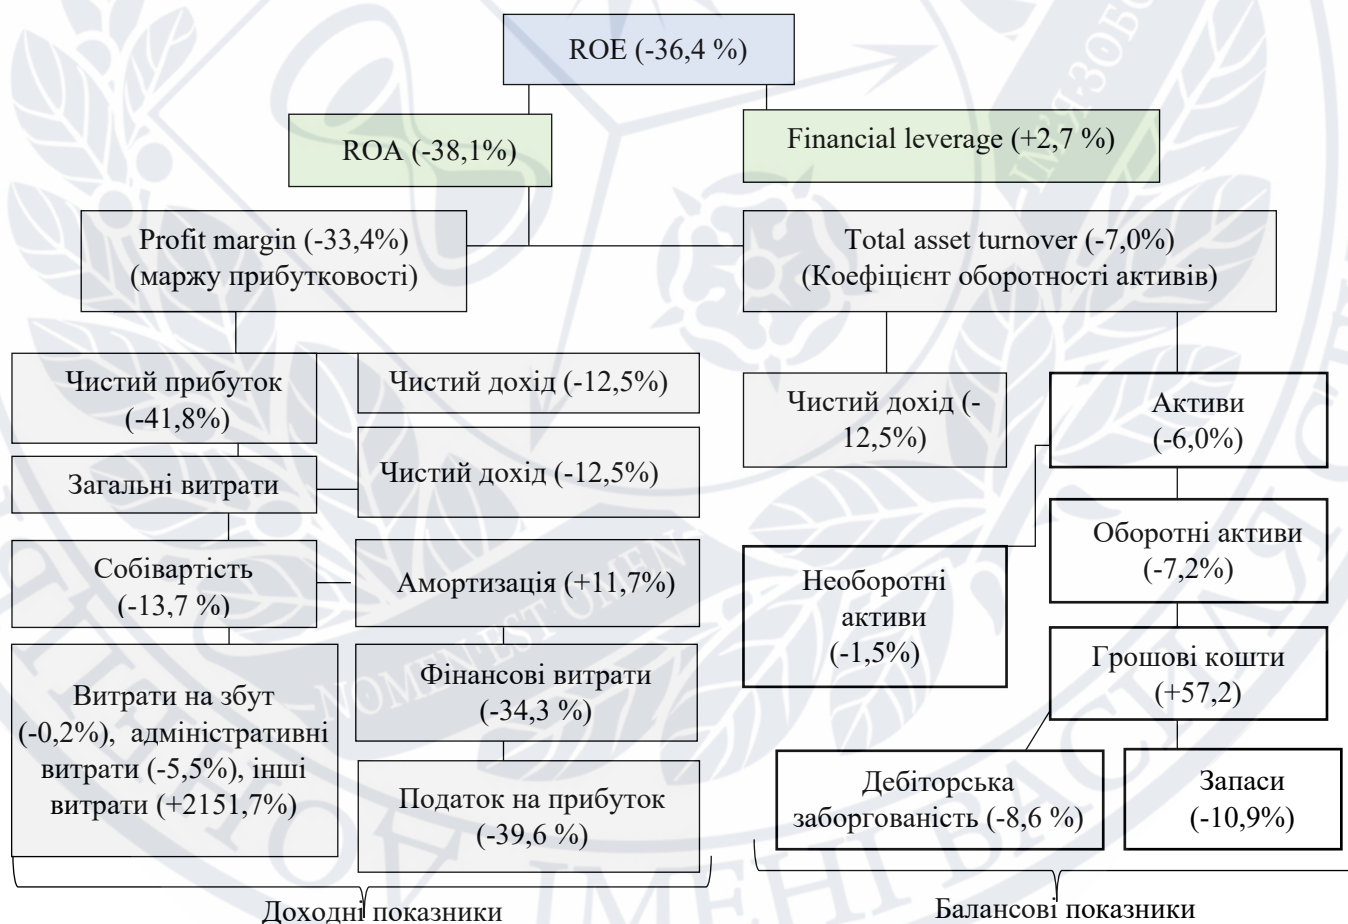 ROE (-36,4 %)
ROA (-38,1%)
Financial leverage (+2,7 %)
Profit margin (-33,4%)
(маржу прибутковості)
Total asset turnover (-7,0%)
(Коефіцієнт оборотності активів)
Чистий прибуток
(-41,8%)
Чистий дохід (-12,5%)
Чистий дохід (-
12,5%)
Активи
(-6,0%)
Загальні витрати
Чистий дохід (-12,5%)
Оборотні активи
(-7,2%)
Собівартість
(-13,7 %)
Амортизація (+11,7%)
Необоротні
активи
(-1,5%)
Грошові кошти
(+57,2)
Витрати на збут
(-0,2%), адміністративні
витрати (-5,5%), інші
витрати (+2151,7%)
Фінансові витрати
(-34,3 %)
Податок на прибуток
(-39,6 %)
Дебіторська
заборгованість (-8,6 %)
Запаси
(-10,9%)
Доходні показники
Балансові показники
NOMEN EST OMEN